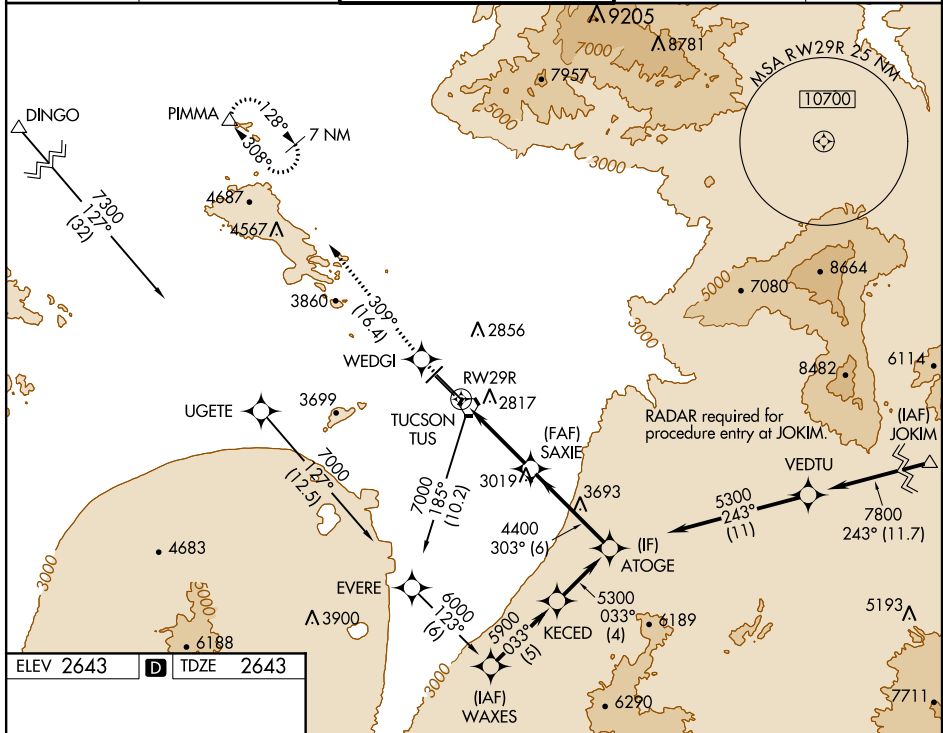 9205
8781
7000
7957
5000
3000
MSA RW29R 25 NM
10700
DINGO
PIMMA
128°
308°
7 NM
7300
127°
(32)
4687
4567
3860
309°
(16.4)
2856
5000
7080
8664
3000
8482
6114
WEDGI
RW29R
2817
TUCSON
TUS
UGETE
3699
RADAR required for
procedure entry at JOKIM.
(IAF)
JOKIM
(FAF)
SAXIE
VEDTU
3019
3693
7000
127°
(12.5)
7000
185°
(10.2)
4400
303° (6)
5300
243°
(11)
7800
243° (11.7)
(IF)
ATOGE
4683
3000
EVERE
6000
123°
(6)
5900
033°
(5)
KECED
5300
033°
(4)
6189
5193
5000
3900
6188
3000
(IAF)
WAXES
6290
7711
ELEV 2643 D TDZE 2643